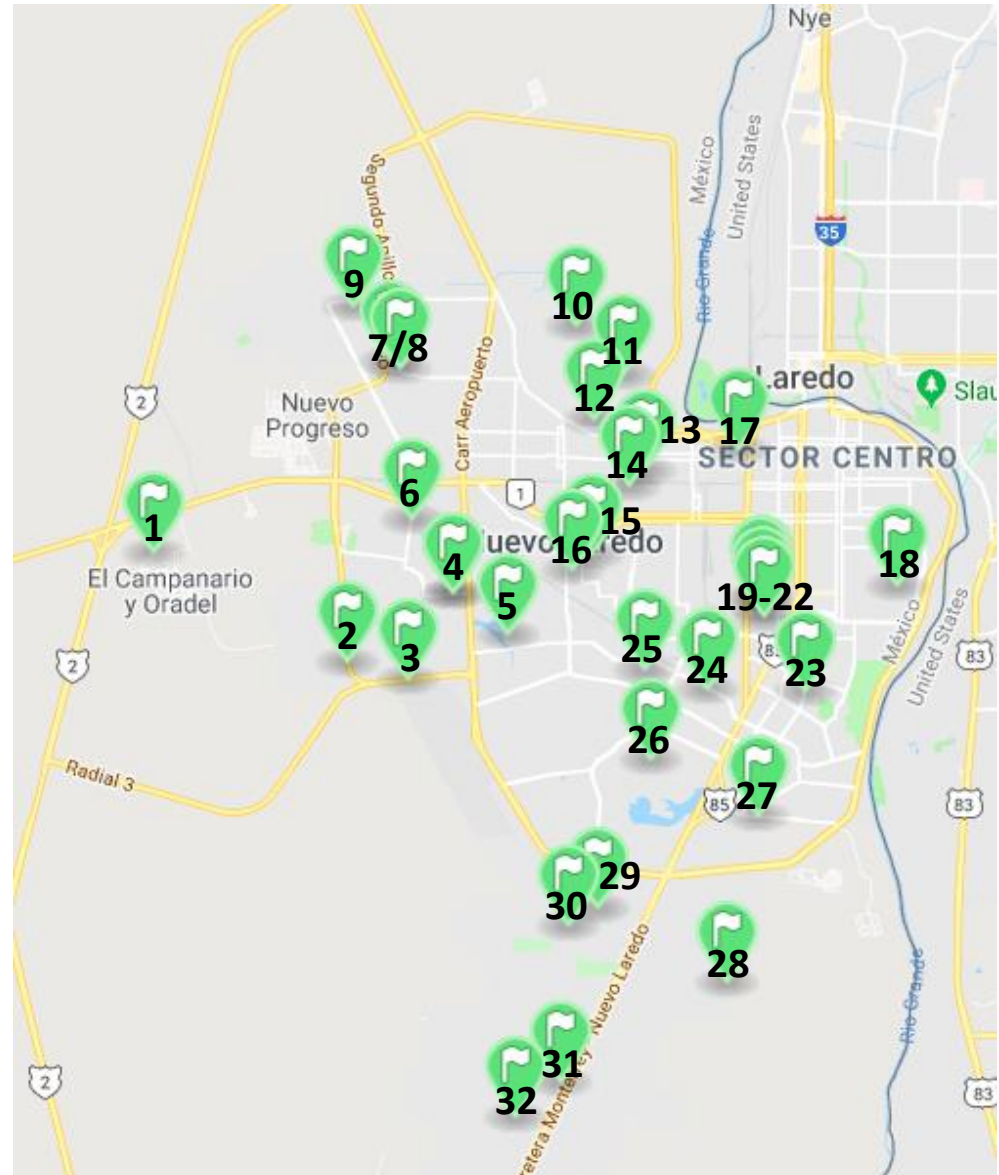 Nye
México
United States
Segundo Anillo
Rio Grande
35
9
10
7/8
11
Carr Aeropuerto
12
Laredo
2
Nuevo
Progreso
17
Slau
13
14
SECTOR CENTRO
6
1
1
15
16
uevo
redo
4
18
El Campanario
y Oradel
5
19-22
2
25
3
24
23
México
United States
83
2
26
Radial 3
27
85
83
29
30
28
Nuevo Laredo
Rio Grande
31
32
retera Monterrey
2
83